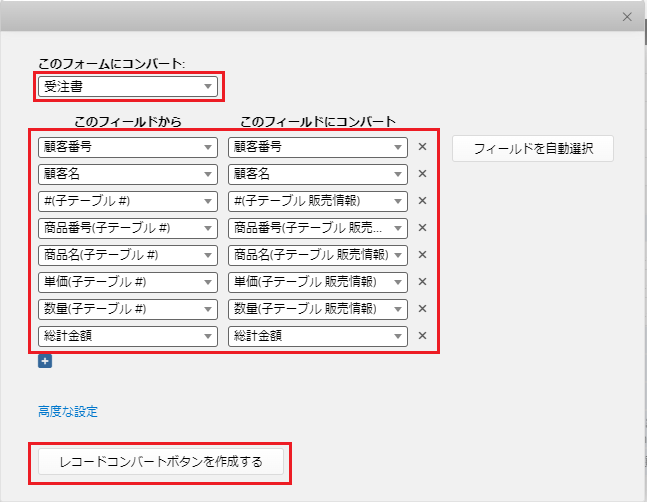 このフォームにコンバート:
受注書
このフィールドから このフィールドにコンバート
顧客番号 顧客番号 フィールドを自動選択
顧客名 顧客名
#(子テーブル #) #(子テーブル 販売情報)
商品番号(子テーブル #) 商品番号(子テーブル 販売...
商品名(子テーブル #) 商品名(子テーブル 販売情報)
単価(子テーブル #) 単価(子テーブル 販売情報)
数量(子テーブル #) 数量(子テーブル 販売情報)
総計金額 総計金額
高度な設定
レコードコンバートボタンを作成する